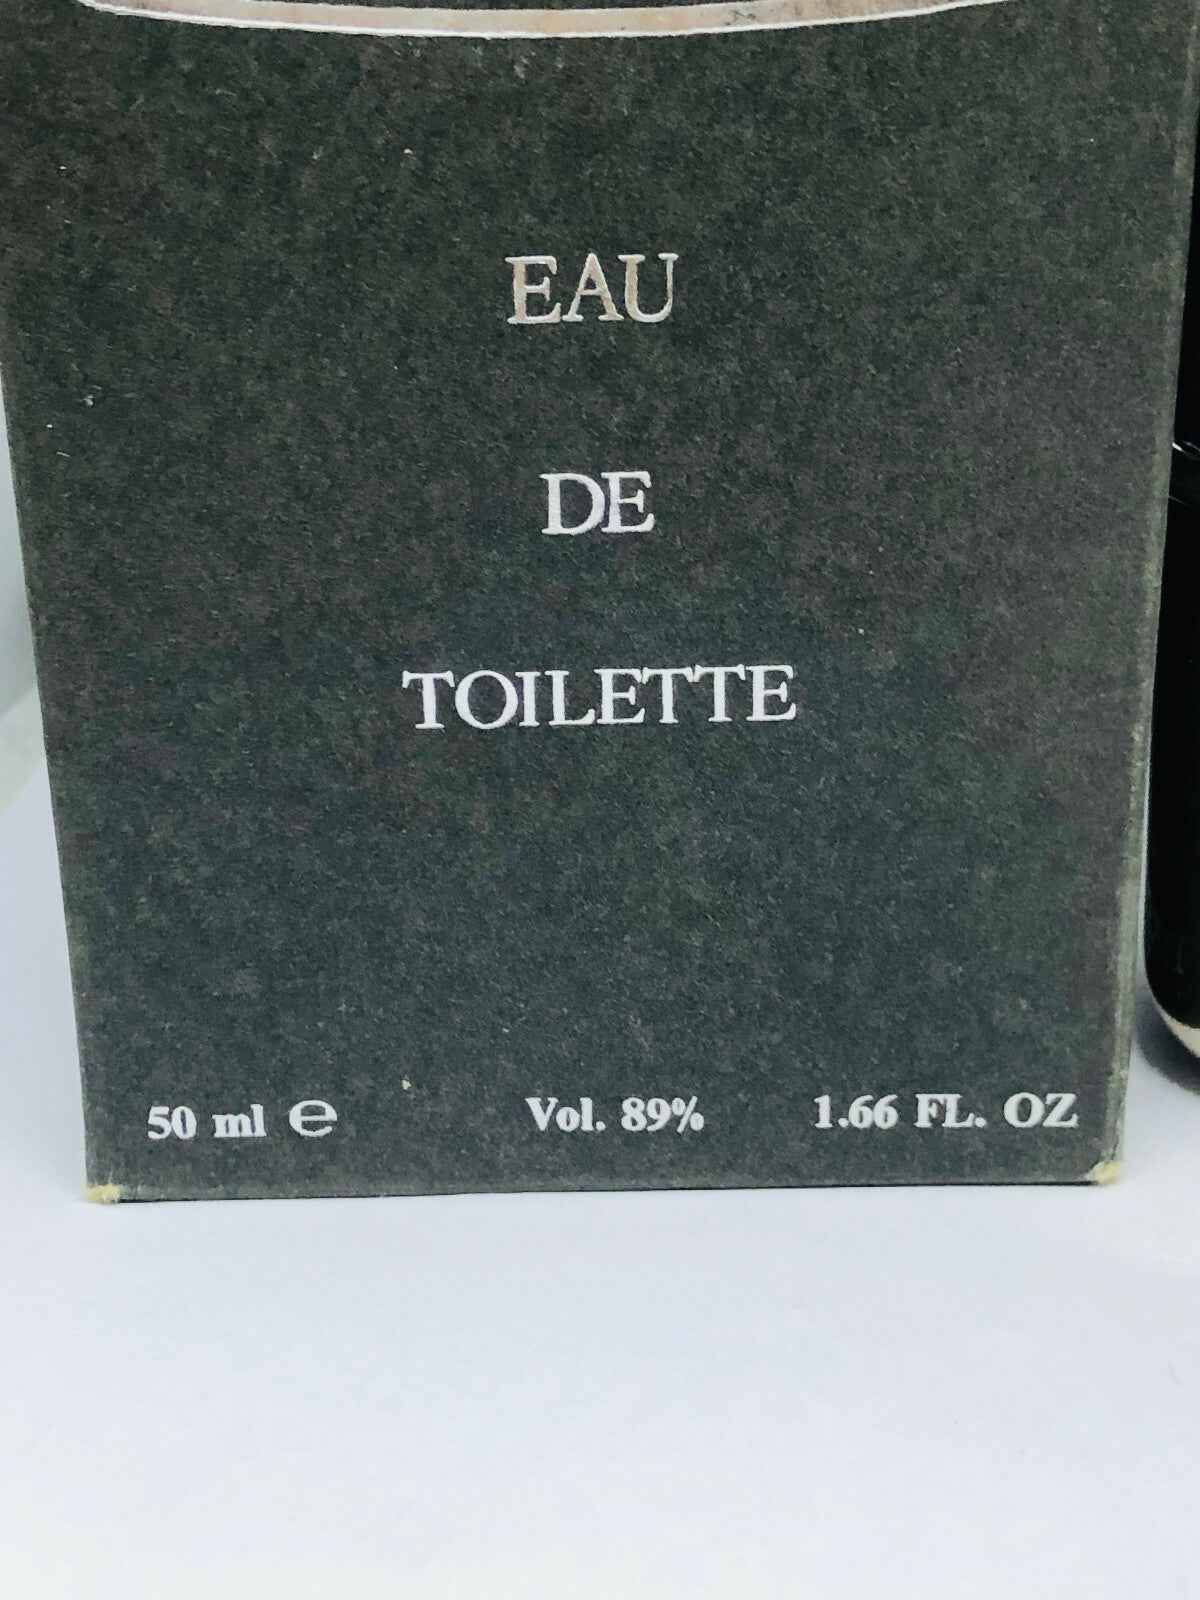 EAU
DE
TOILETTE
50 ml ℮ Vol. 89% 1.66 FL. OZ